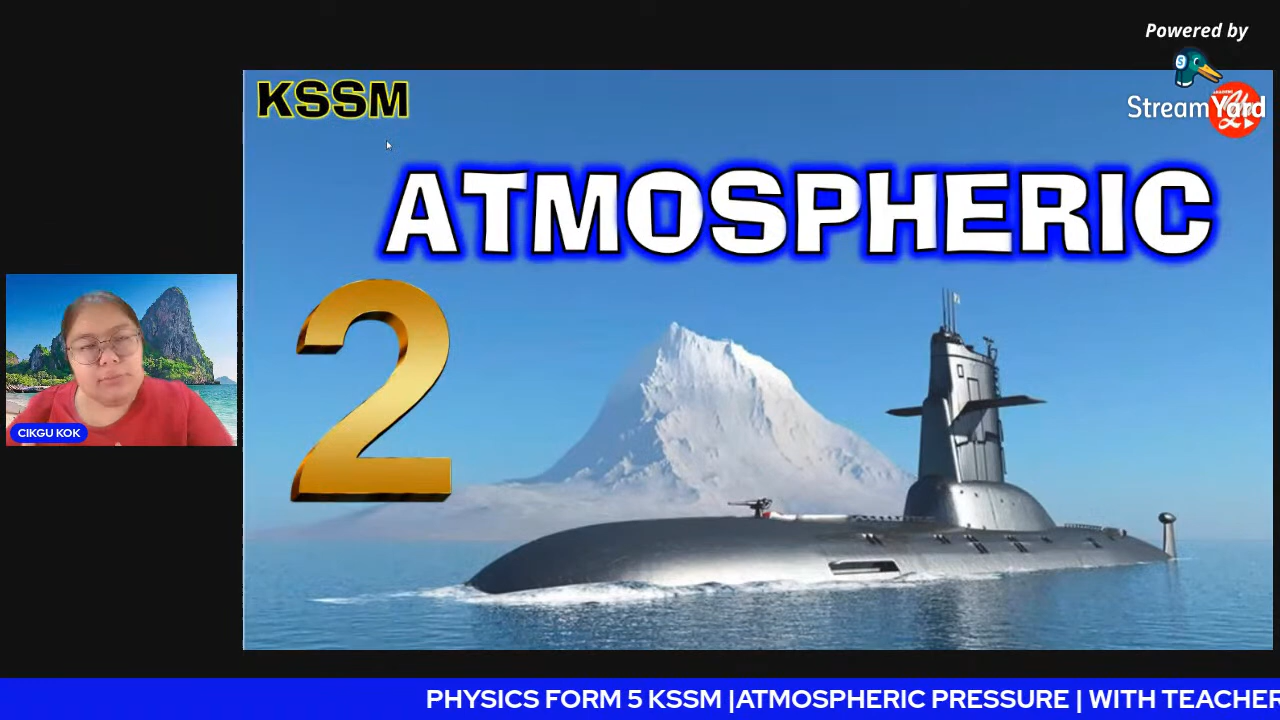 Powered by
StreamYard
KSSM
ATMOSPHERIC
2
CIKGU KOK
PHYSICS FORM 5 KSSM |ATMOSPHERIC PRESSURE | WITH TEACHER